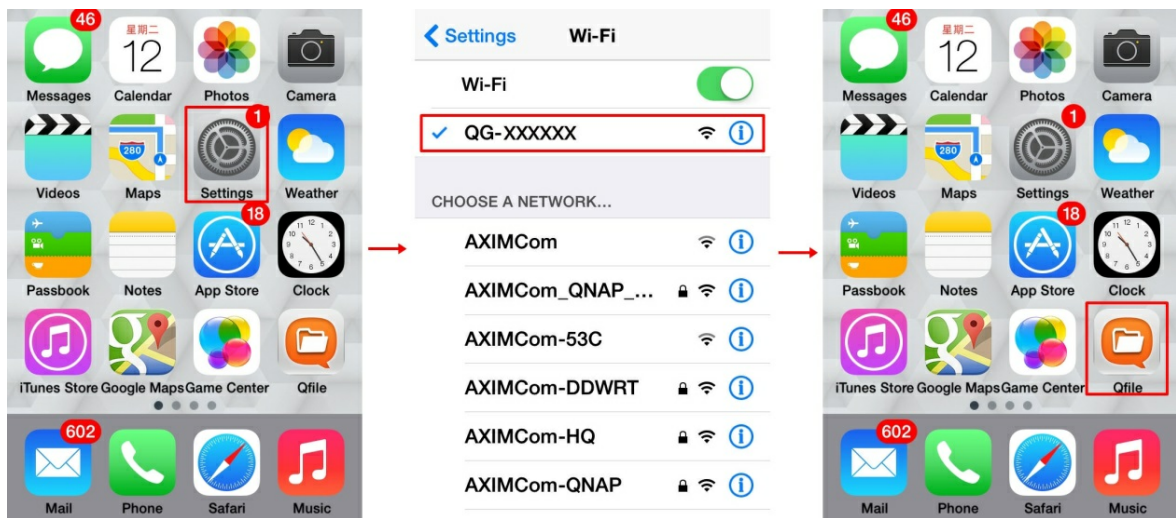 46
星期二
12
Messages Calendar Photos Camera
280
1
Videos Maps Settings Weather
18
Passbook Notes App Store Clock
iTunes Store Google Maps Game Center Qfile
602
Mail Phone Safari Music
Settings Wi-Fi
Wi-Fi
QG-XXXXXX
CHOOSE A NETWORK...
AXIMCom
AXIMCom_QNAP_...
AXIMCom-53C
AXIMCom-DDWRT
AXIMCom-HQ
AXIMCom-QNAP
46
星期二
12
Messages Calendar Photos Camera
280
1
Videos Maps Settings Weather
18
Passbook Notes App Store Clock
iTunes Store Google Maps Game Center Qfile
602
Mail Phone Safari Music